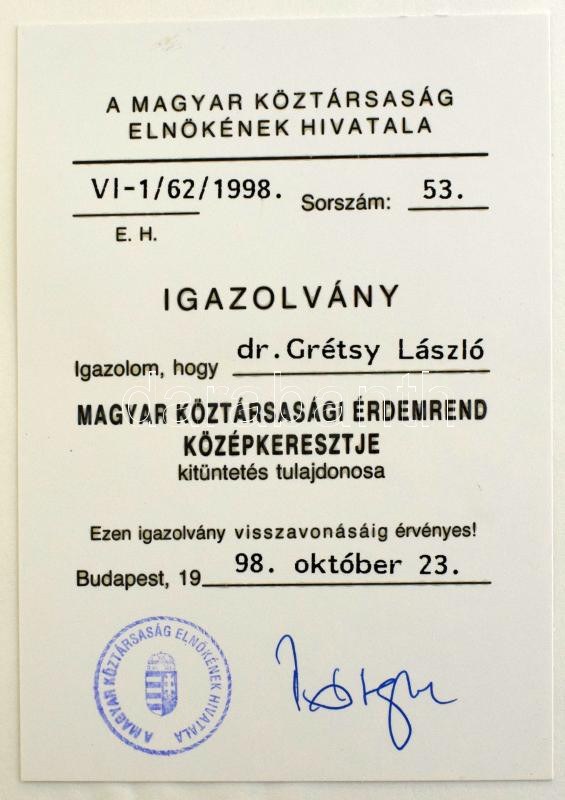 A MAGYAR KÖZTÁRSASÁG
ELNÖKÉNEK HIVATALA
VI-1/62/1998. Sorszám: 53.
E. H.
IGAZOLVÁNY
Igazolom, hogy dr. Grétsy László
MAGYAR KÖZTÁRSASÁGI ÉRDEMREND
KÖZÉPKERESZTJE
kitüntetés tulajdonosa
Ezen igazolvány visszavonásáig érvényes!
Budapest, 1998. október 23.
A MAGYAR KÖZTÁRSASÁG ELNÖKÉNEK HIVATALA
darabanth